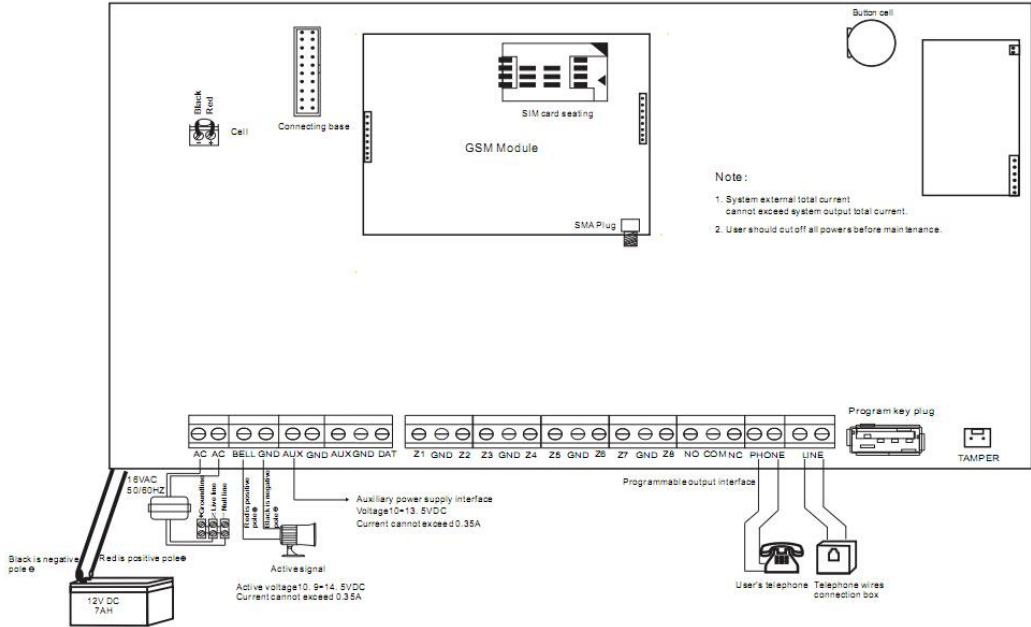 Button cell
Black
Red
Cell
- +
Connecting base
SIM card seating
GSM Module
SMA Plug
Note:
1. System external total current
cannot exceed system output total current.
2. User should cut off all powers before maintenance.
Program key plug
TAMPER
AC AC BELL GND AUX GND AUX GND DAT
Z1 GND Z2 Z3 GND Z4 Z5 GND Z6 Z7 GND Z8 NO COM NC PHONE LINE
16VAC
50/60HZ
Groundline
Live line
Null line
Red is positive
pole⊕
Black is negative
pole⊖
Auxiliary power supply interface
Voltage10-13.5VDC
Current cannot exceed 0.35A
Programmable output interface
Active signal
Active voltage10.9-14.5VDC
Current cannot exceed 0.35A
User's telephone
Telephone wires
connection box
Black is negative
pole⊖
Red is positive pole⊕
12V DC
7AH